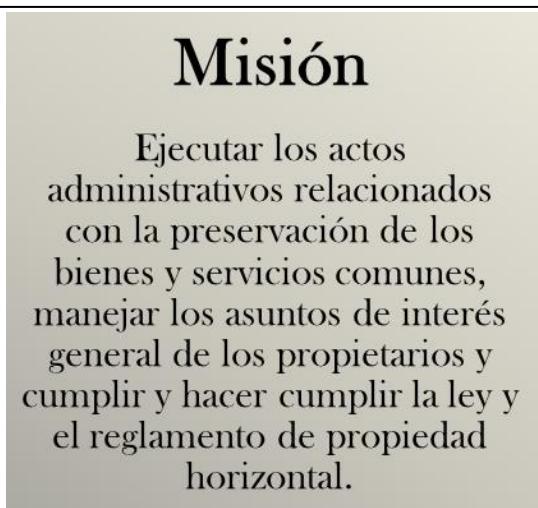 Misión
Ejecutar los actos
administrativos relacionados
con la preservación de los
bienes y servicios comunes,
manejar los asuntos de interés
general de los propietarios y
cumplir y hacer cumplir la ley y
el reglamento de propiedad
horizontal.